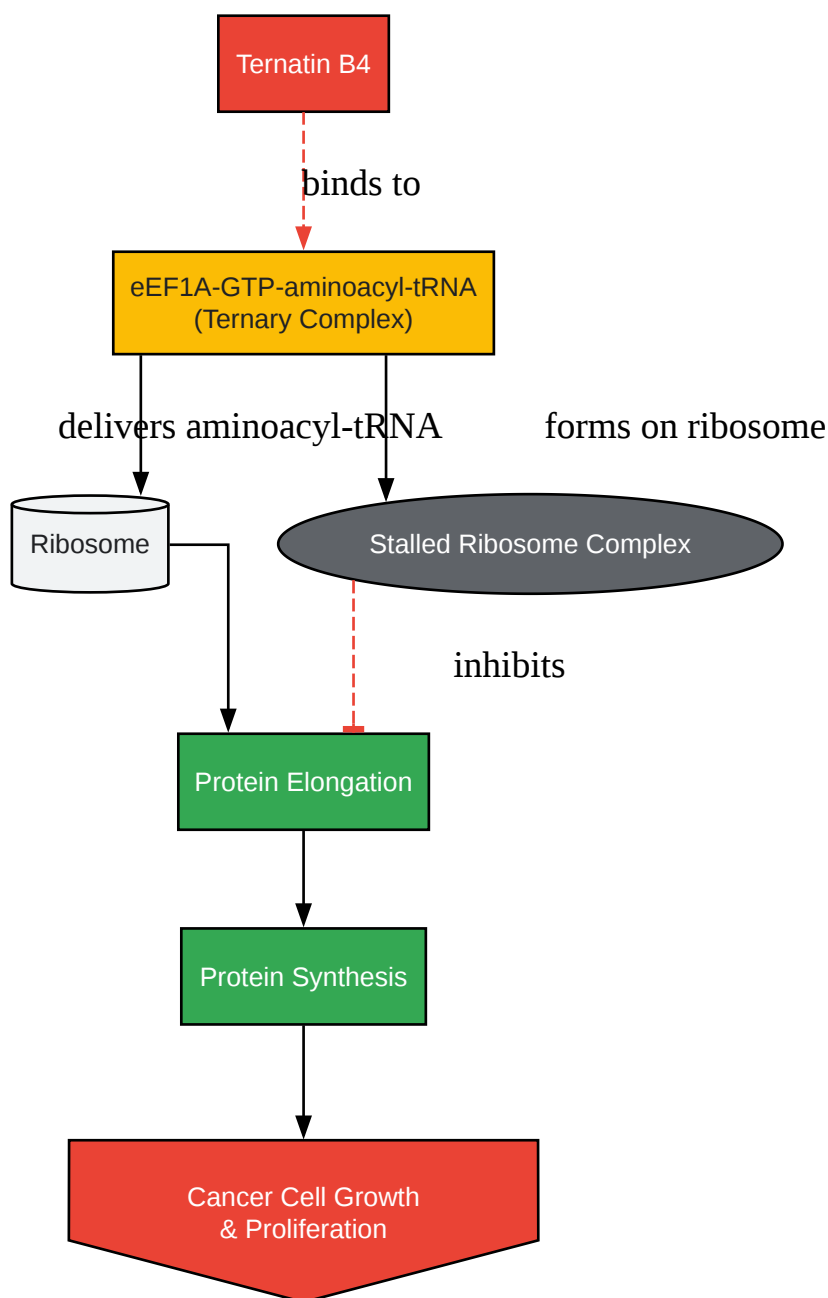 Ternatin B4
binds to
eEF1A-GTP-aminoacyl-tRNA
(Ternary Complex)
delivers aminoacyl-tRNA
forms on ribosome
Ribosome
Stalled Ribosome Complex
inhibits
Protein Elongation
Protein Synthesis
Cancer Cell Growth
& Proliferation